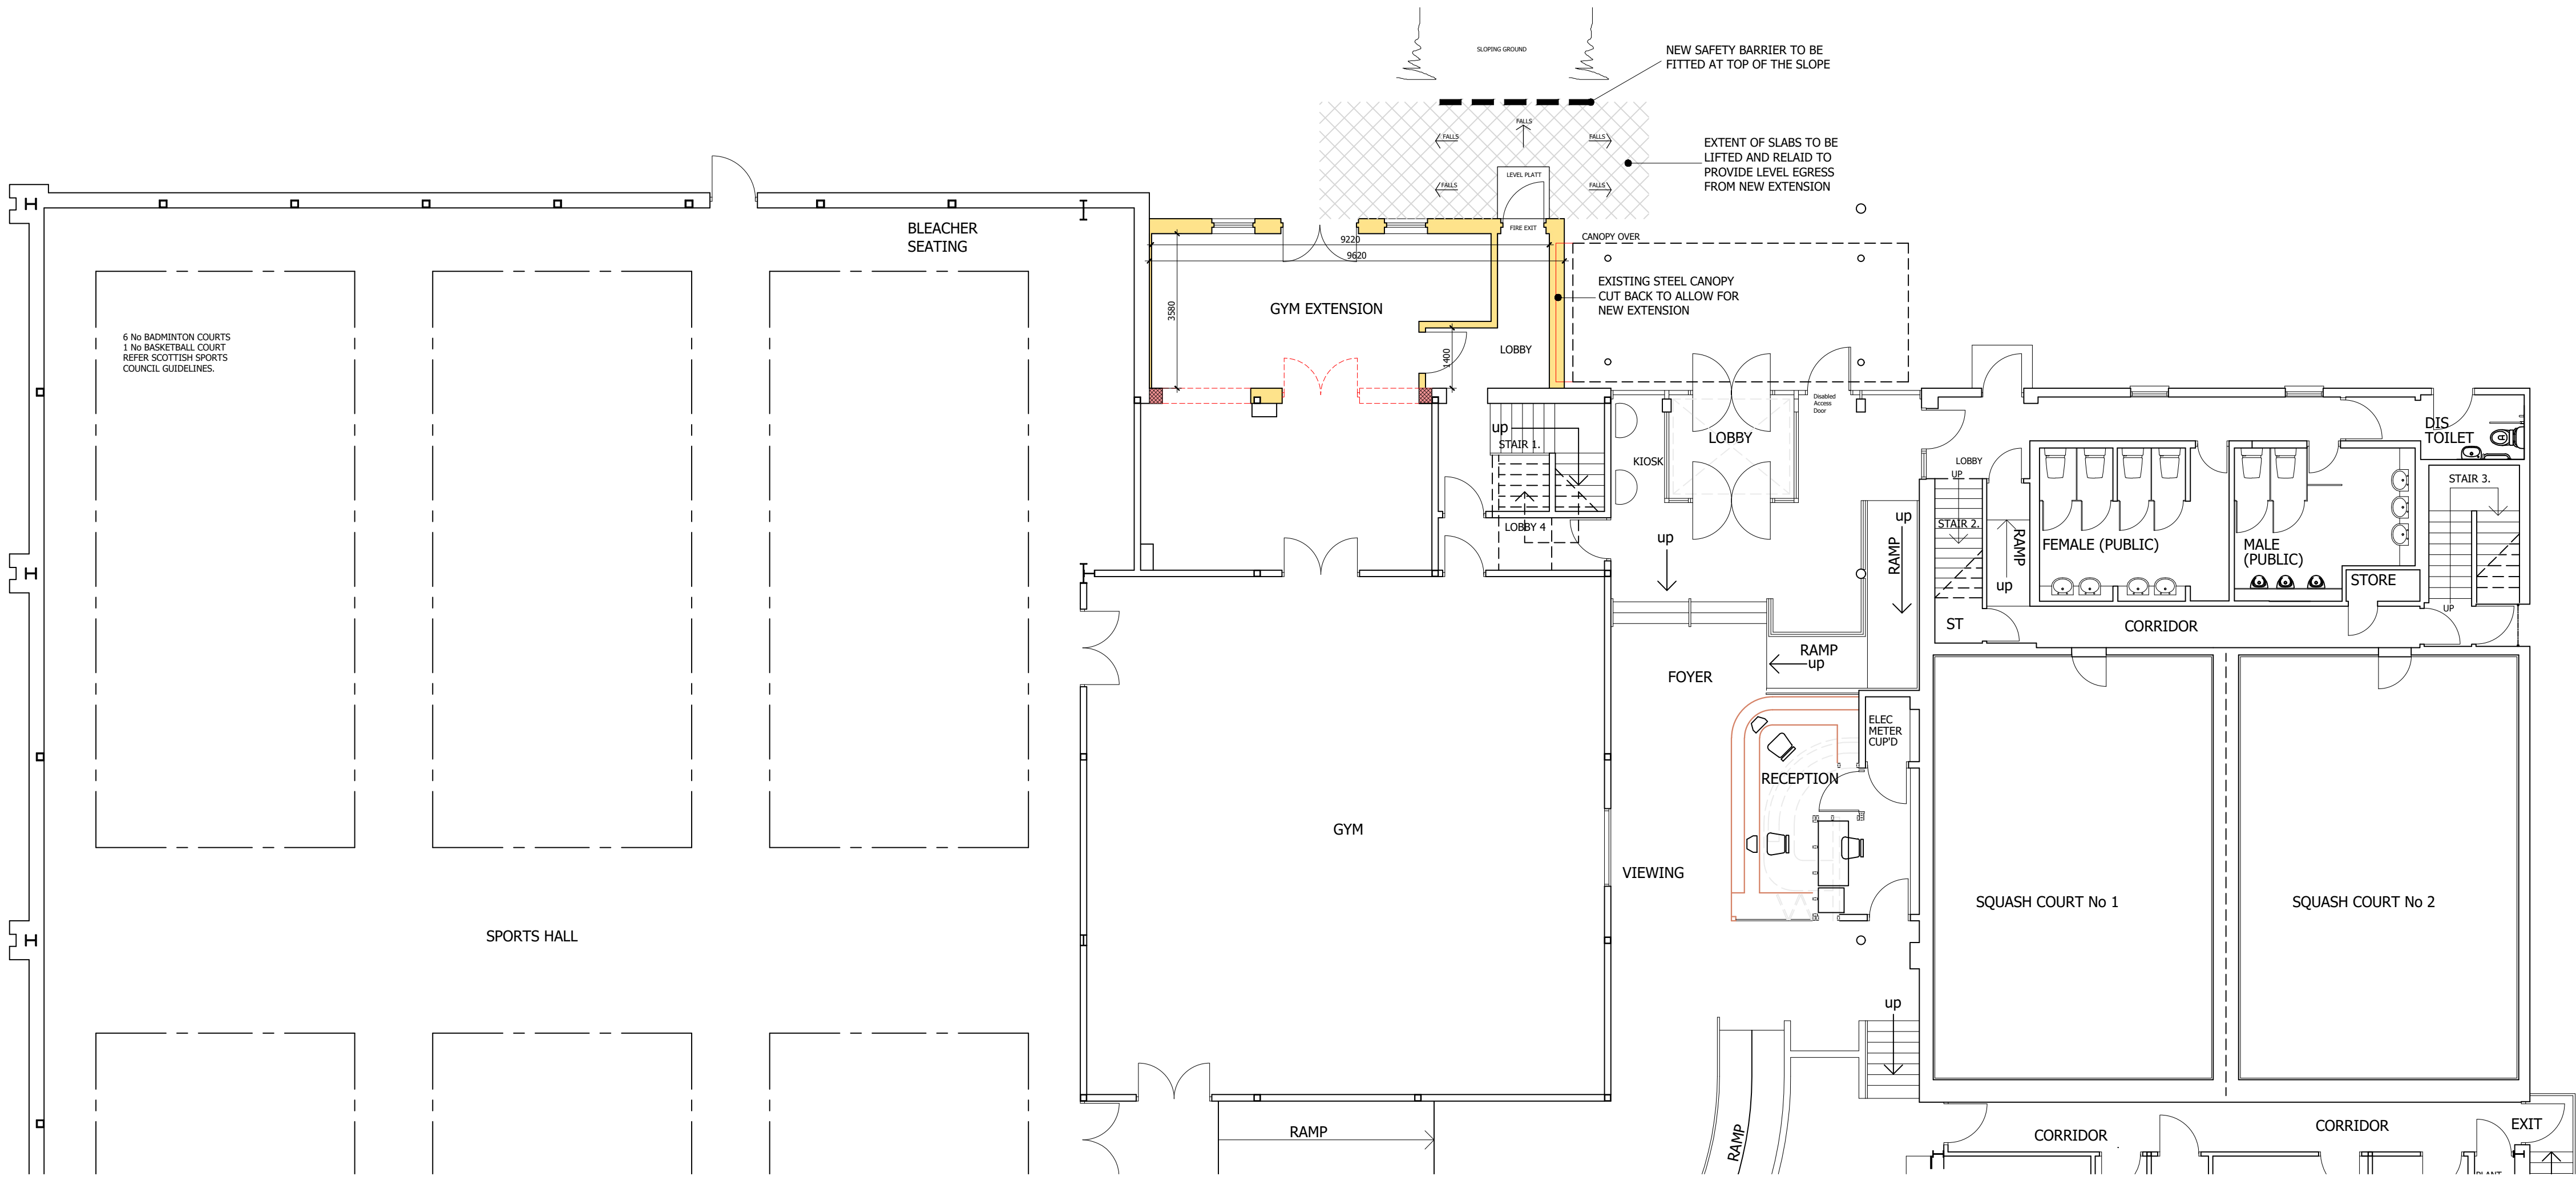 SLOPING GROUND
NEW SAFETY BARRIER TO BE
FITTED AT TOP OF THE SLOPE
FALLS
FALLS
FALLS
EXTENT OF SLABS TO BE
LIFTED AND RELAID TO
PROVIDE LEVEL EGRESS
FROM NEW EXTENSION
LEVEL PLATT
FALLS
FALLS
FIRE EXIT
BLEACHER
SEATING
9220
9620
CANOPY OVER
3580
GYM EXTENSION
EXISTING STEEL CANOPY
CUT BACK TO ALLOW FOR
NEW EXTENSION
6 No BADMINTON COURTS
1 No BASKETBALL COURT
REFER SCOTTISH SPORTS
COUNCIL GUIDELINES.
LOBBY
1400
Disabled
Access
Door
up
STAIR 1.
LOBBY
KIOSK
LOBBY
UP
DIS
TOILET
STAIR 3.
LOBBY 4
up
up
RAMP
STAIR 2.
RAMP
up
FEMALE (PUBLIC)
MALE
(PUBLIC)
STORE
UP
ST
CORRIDOR
RAMP
up
FOYER
ELEC
METER
CUP'D
RECEPTION
GYM
VIEWING
SQUASH COURT No 1
SQUASH COURT No 2
SPORTS HALL
up
RAMP
RAMP
CORRIDOR
CORRIDOR
EXIT